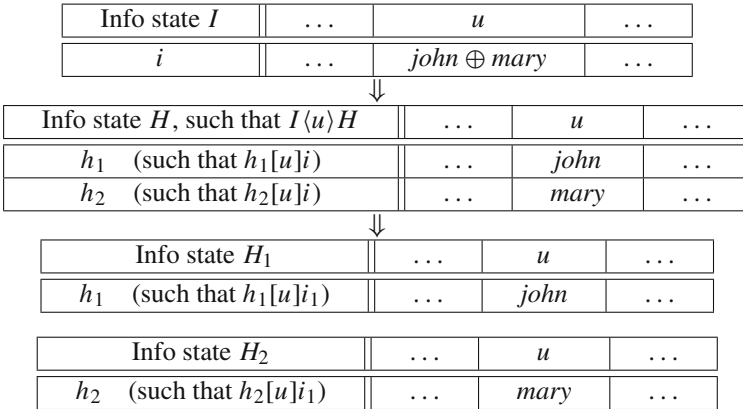 Info state I … u …
i … john ⊕ mary …
⇓
Info state H, such that I⟨u⟩H … u …
h₁ (such that h₁[u]i) … john …
h₂ (such that h₂[u]i) … mary …
⇓
Info state H₁ … u …
h₁ (such that h₁[u]i₁) … john …
Info state H₂ … u …
h₂ (such that h₂[u]i₁) … mary …